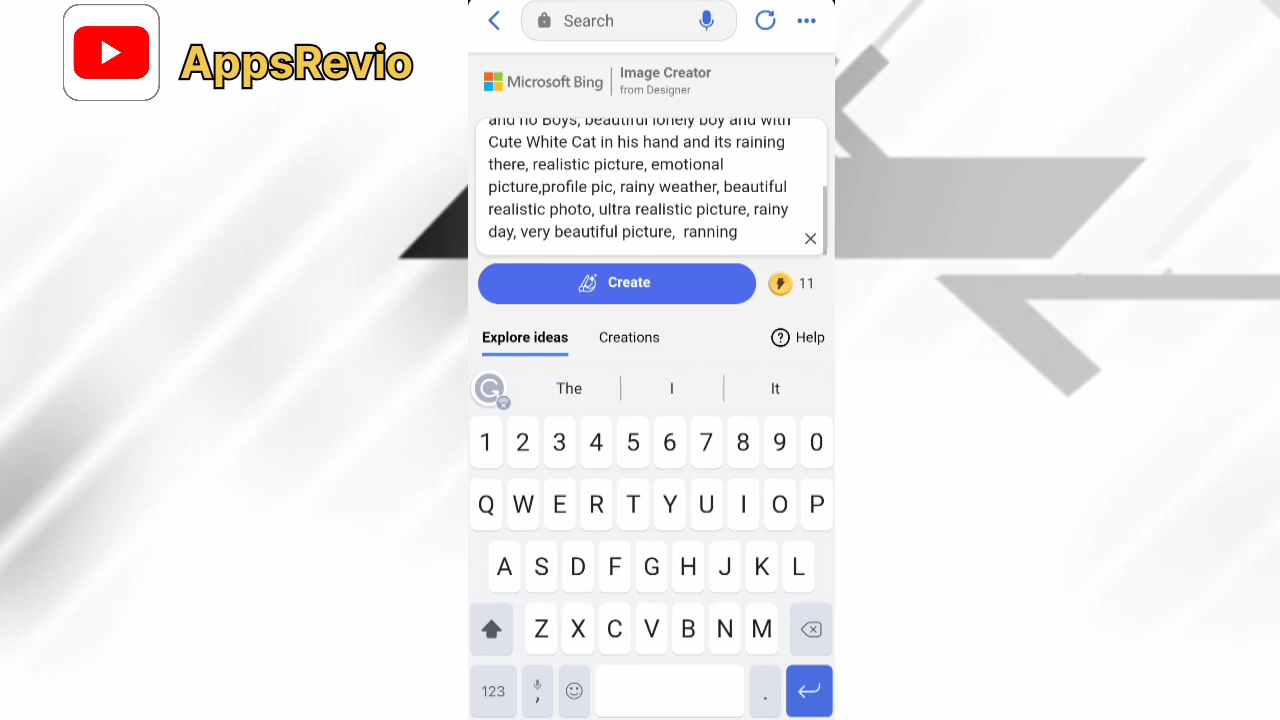 AppsRevio
Search
Microsoft Bing
Image Creator
from Designer
and no Boys, beautiful lonely boy and with
Cute White Cat in his hand and its raining
there, realistic picture, emotional
picture,profile pic, rainy weather, beautiful
realistic photo, ultra realistic picture, rainy
day, very beautiful picture,  ranning
Create
11
Explore ideas
Creations
Help
The
I
It
1 2 3 4 5 6 7 8 9 0
Q W E R T Y U I O P
A S D F G H J K L
Z X C V B N M
123 , .